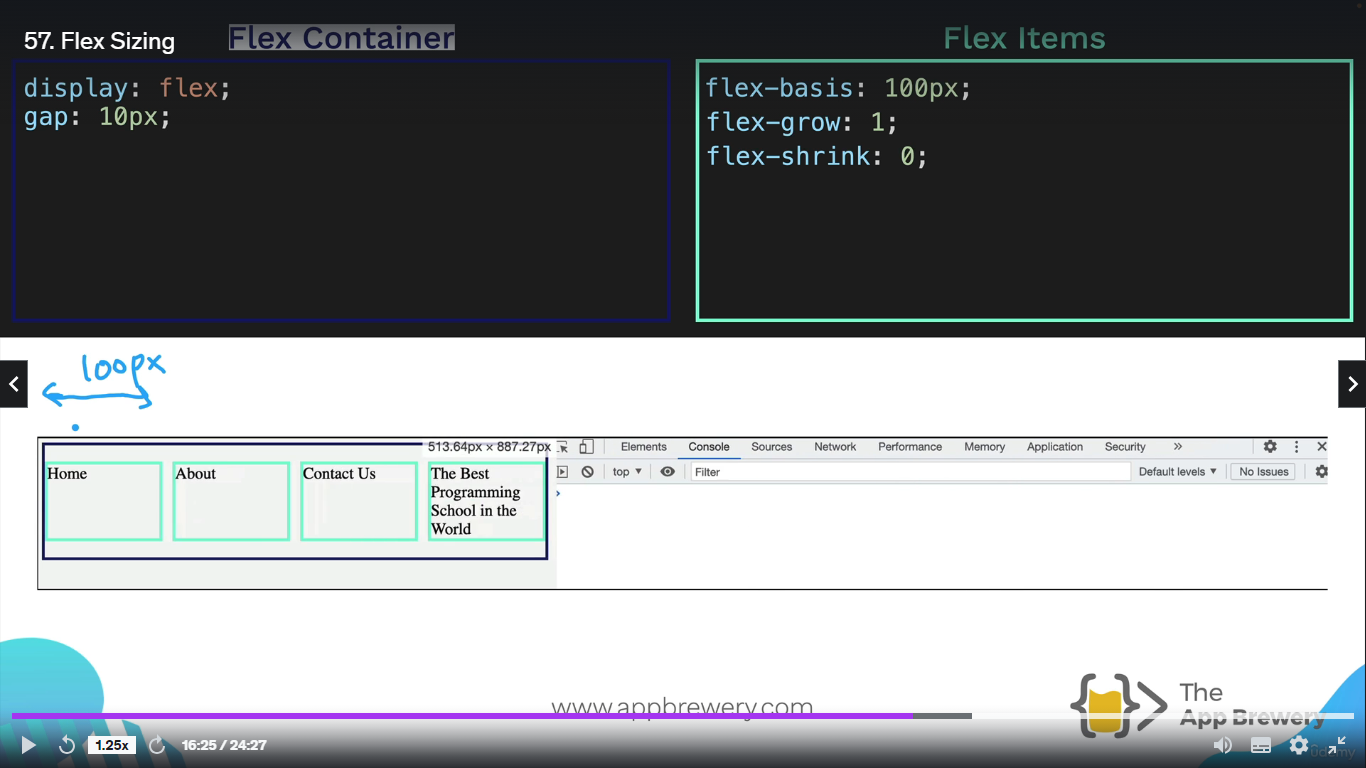 57. Flex Sizing
Flex Container
Flex Items
display: flex;
gap: 10px;
flex-basis: 100px;
flex-grow: 1;
flex-shrink: 0;
100px
513.64px × 887.27px
Elements Console Sources Network Performance Memory Application Security »
top ▼ Filter Default levels ▼ No Issues
Home
About
Contact Us
The Best
Programming
School in the
World
www.appbrewery.com
The
App Brewery
1.25x
16:25 / 24:27
Udemy